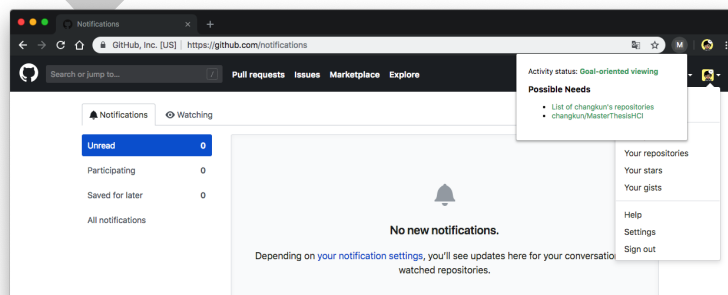 Notifications
GitHub, Inc. [US] | https://github.com/notifications
M
Search or jump to...
/
Pull requests Issues Marketplace Explore
Activity status: Goal-oriented viewing
Possible Needs
List of changkun's repositories
changkun/MasterThesisHCI
Notifications
Watching
Unread 0
Participating 0
Saved for later 0
All notifications
No new notifications.
Depending on your notification settings, you'll see updates here for your conversatio
watched repositories.
Your repositories
Your stars
Your gists
Help
Settings
Sign out